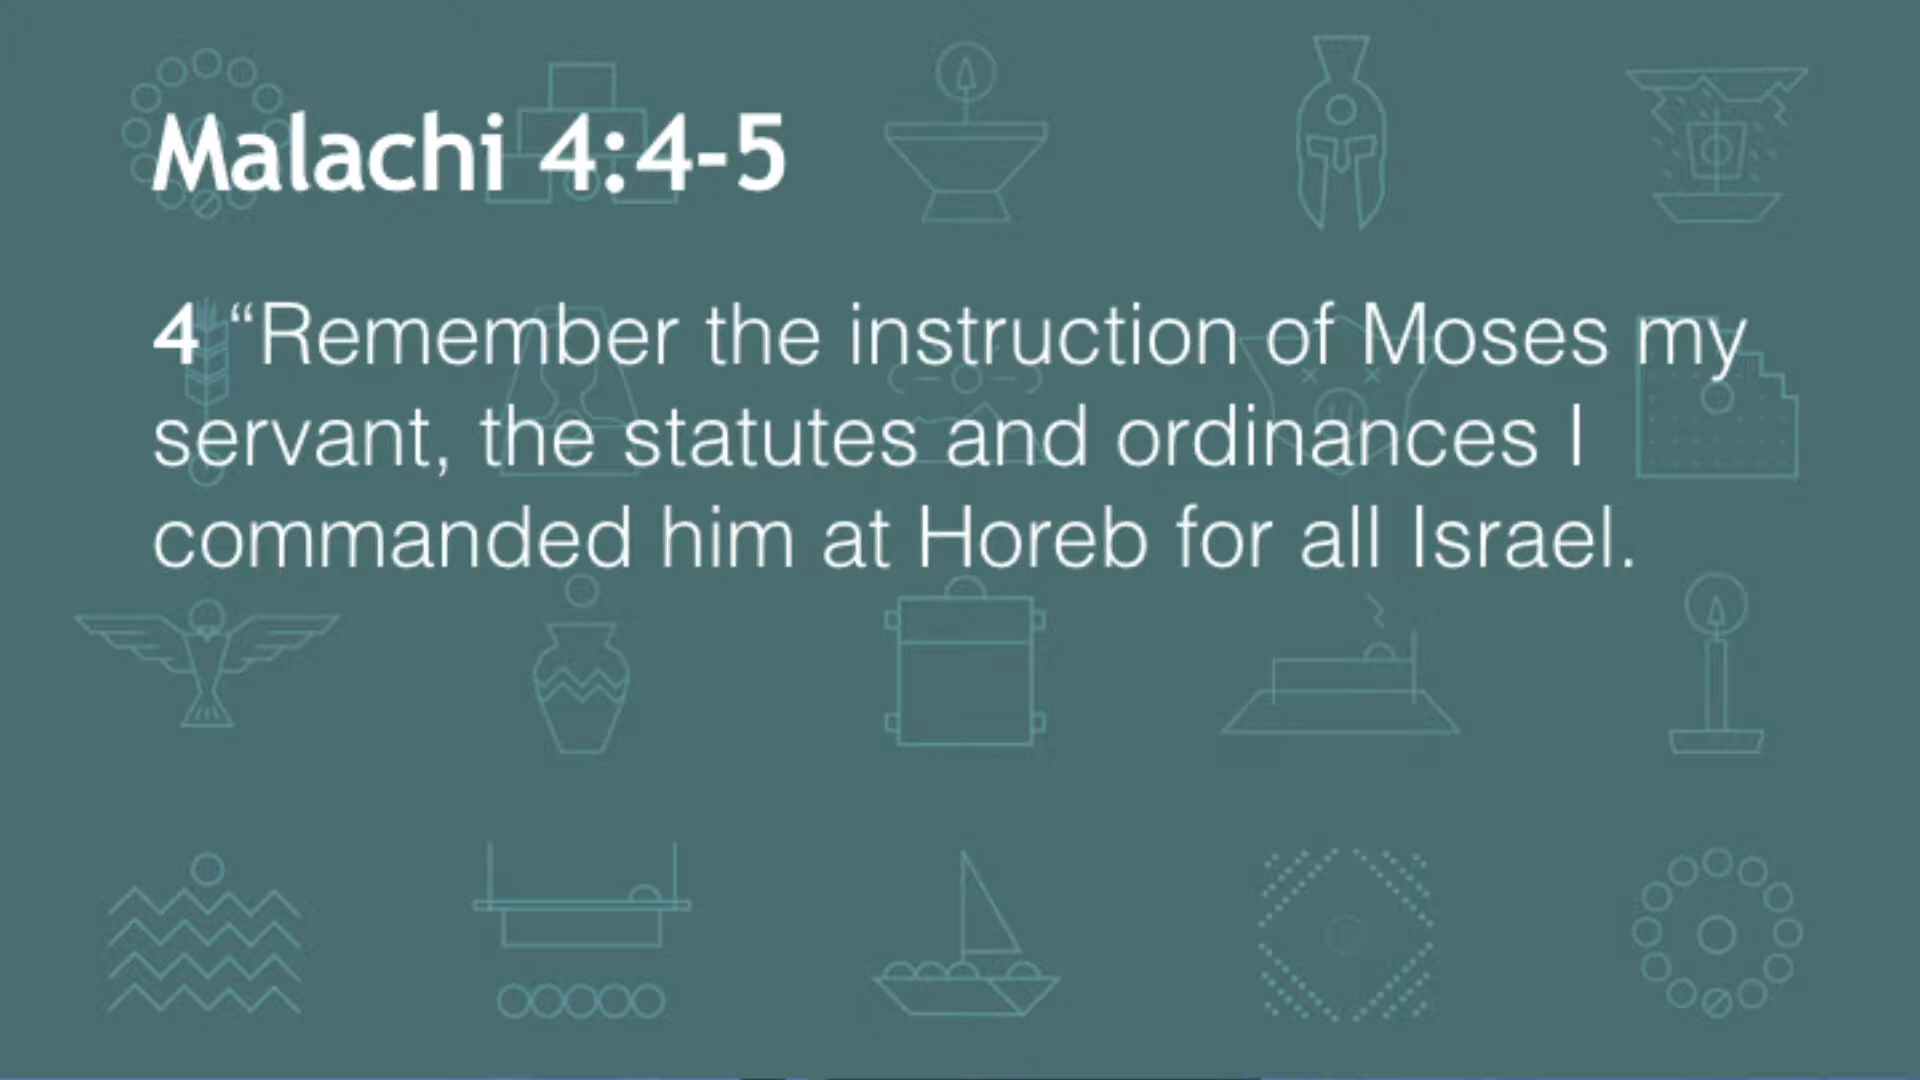 Malachi 4:4-5
4 “Remember the instruction of Moses my
servant, the statutes and ordinances I
commanded him at Horeb for all Israel.